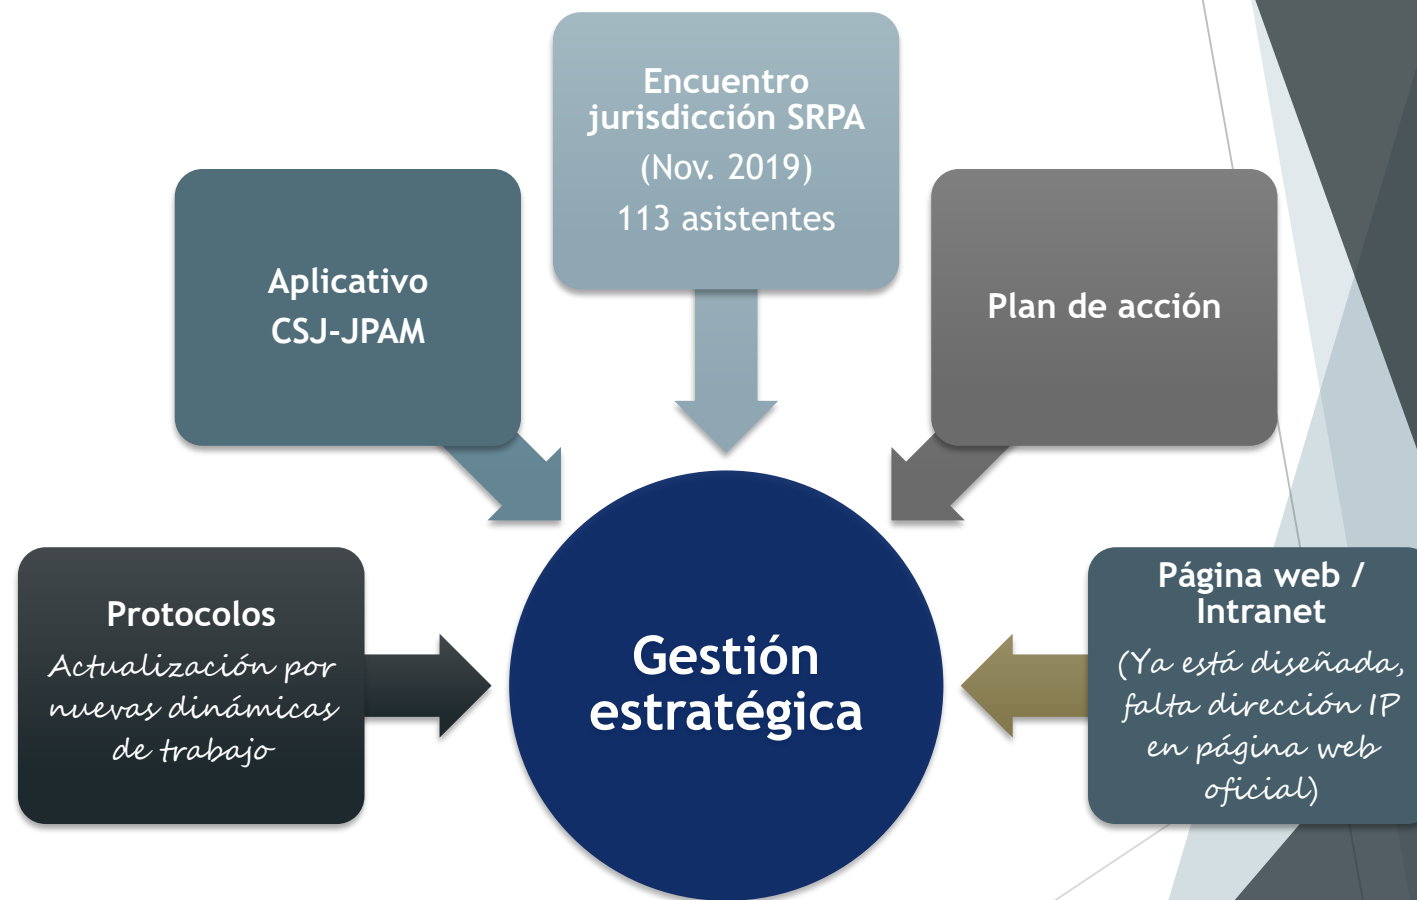 Encuentro
jurisdicción SRPA
(Nov. 2019)
113 asistentes
Aplicativo
CSJ-JPAM
Plan de acción
Protocolos
Actualización por
nuevas dinámicas
de trabajo
Gestión
estratégica
Página web /
Intranet
(Ya está diseñada,
falta dirección IP
en página web
oficial)